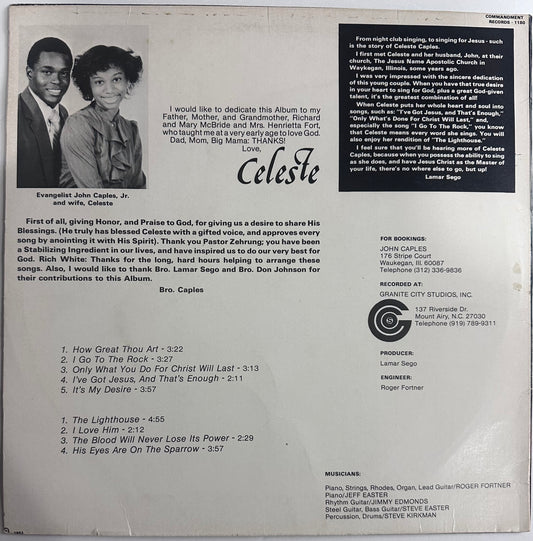 COMMANDMENT
RECORDS - 1180
From night club singing, to singing for Jesus - such
is the story of Celeste Caples.
I first met Celeste and her husband, John, at their
church, The Jesus Name Apostolic Church in
Waykegan, Illinois, some years ago.
I was very impressed with the sincere dedication
of this young couple. When you have that true desire
in your heart to sing for God, plus a great God-given
talent, it's the greatest combination of all!
When Celeste puts her whole heart and soul into
songs, such as: "I've Got Jesus, and That's Enough,"
"Only What's Done For Christ Will Last," and,
especially the song "I Go To The Rock," you know
that Celeste means every word she sings. You will
also enjoy her rendition of "The Lighthouse."
I feel sure that you'll be hearing more of Celeste
Caples, because when you possess the ability to sing
as she does, and have Jesus Christ as the Master of
your life, there's no where else to go, but up!
Lamar Sego
I would like to dedicate this Album to my
Father, Mother, and Grandmother, Richard
and Mary McBride and Mrs. Henrietta Fort,
who taught me at a very early age to love God.
Dad, Mom, Big Mama: THANKS!
Love,
Celeste
Evangelist John Caples, Jr.
and wife, Celeste
First of all, giving Honor, and Praise to God, for giving us a desire to share His
Blessings. (He truly has blessed Celeste with a gifted voice, and approves every
song by anointing it with His Spirit). Thank you Pastor Zehrung; you have been
a Stabilizing Ingredient in our lives, and have inspired us to do our very best for
God. Rich White: Thanks for the long, hard hours helping to arrange these
songs. Also, I would like to thank Bro. Lamar Sego and Bro. Don Johnson for
their contributions to this Album.
Bro. Caples
FOR BOOKINGS:
JOHN CAPLES
176 Stripe Court
Waukegan, Ill. 60087
Telephone (312) 336-9836
RECORDED AT:
GRANITE CITY STUDIOS, INC.
137 Riverside Dr.
Mount Airy, N.C. 27030
Telephone (919) 789-9311
PRODUCER:
Lamar Sego
ENGINEER:
Roger Fortner
1. How Great Thou Art - 3:22
2. I Go To The Rock - 3:27
3. Only What You Do For Christ Will Last - 3:13
4. I've Got Jesus, And That's Enough - 2:11
5. It's My Desire - 3:57
1. The Lighthouse - 4:55
2. I Love Him - 2:12
3. The Blood Will Never Lose Its Power - 2:29
4. His Eyes Are On The Sparrow - 3:57
MUSICIANS:
Piano, Strings, Rhodes, Organ, Lead Guitar/ROGER FORTNER
Piano/JEFF EASTER
Rhythm Guitar/JIMMY EDMONDS
Steel Guitar, Bass Guitar/STEVE EASTER
Percussion, Drums/STEVE KIRKMAN